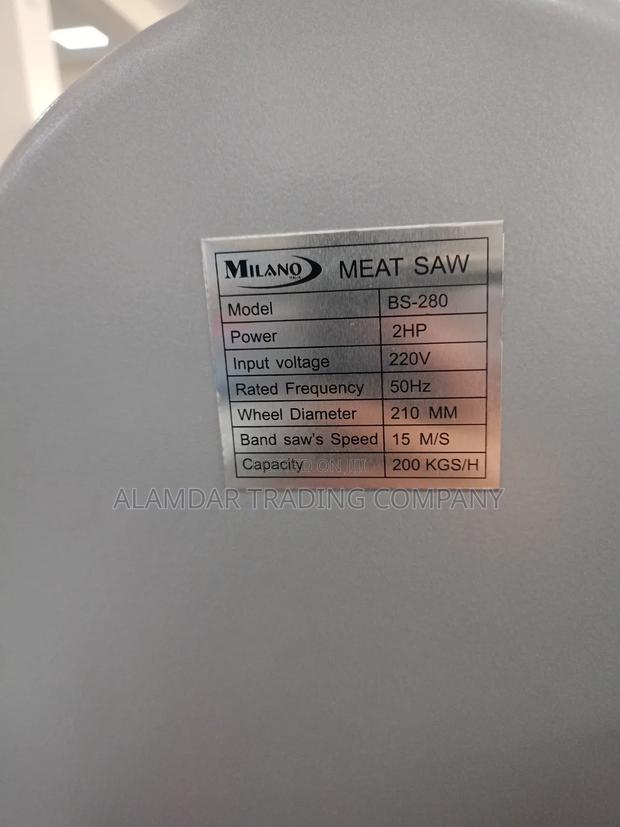 MILANO MEAT SAW
Model BS-280
Power 2HP
Input voltage 220V
Rated Frequency 50Hz
Wheel Diameter 210 MM
Band saw's Speed 15 M/S
Capacity 200 KGS/H
ALAMDAR TRADING COMPANY